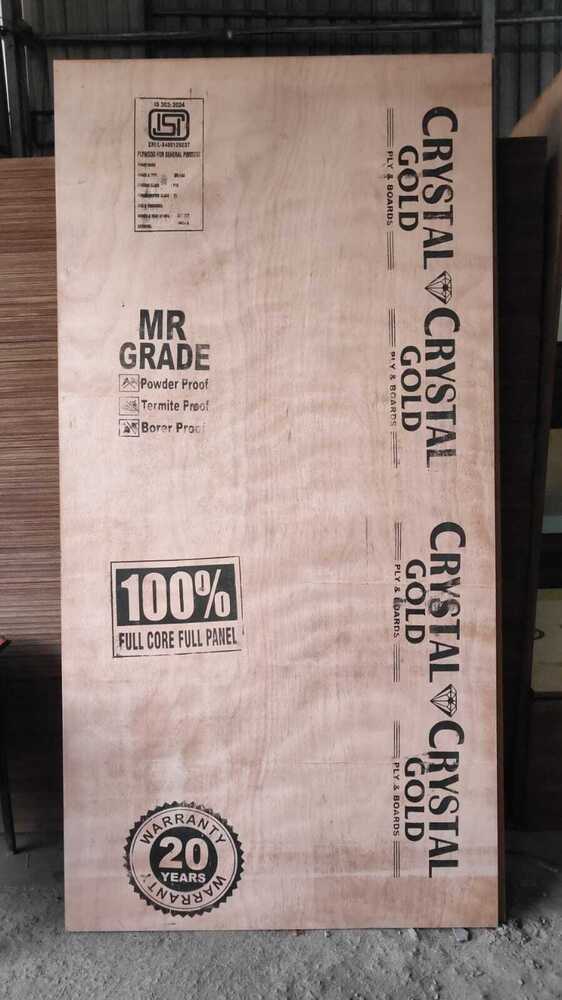 IS 303:2024
ISI
PLYWOOD FOR GENERAL PURPOSE
MR
GRADE
Powder Proof
Termite Proof
Borer Proof
100%
FULL CORE FULL PANEL
WARRANTY
20
YEARS
WARRANTY
CRYSTAL
GOLD
PLY & BOARDS
CRYSTAL
GOLD
PLY & BOARDS
CRYSTAL
GOLD
PLY & BOARDS
CRYSTAL
GOLD
PLY & BOARDS